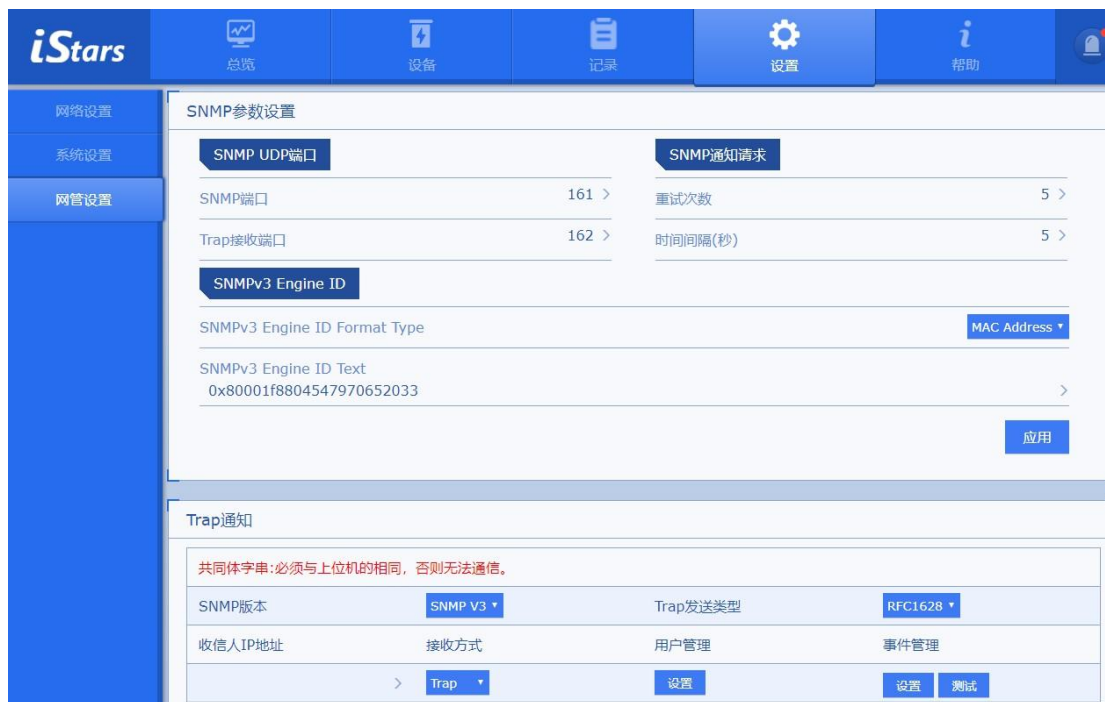 iStars
总览
设备
记录
设置
帮助
网络设置
系统设置
网管设置
SNMP参数设置
SNMP UDP端口
SNMP通知请求
SNMP端口 161 >
重试次数 5 >
Trap接收端口 162 >
时间间隔(秒) 5 >
SNMPv3 Engine ID
SNMPv3 Engine ID Format Type MAC Address
SNMPv3 Engine ID Text
0x80001f8804547970652033 >
应用
Trap通知
共同体字串:必须与上位机的相同，否则无法通信。
SNMP版本 SNMP V3 Trap发送类型 RFC1628
收信人IP地址 接收方式 用户管理 事件管理
> Trap 设置 设置 测试